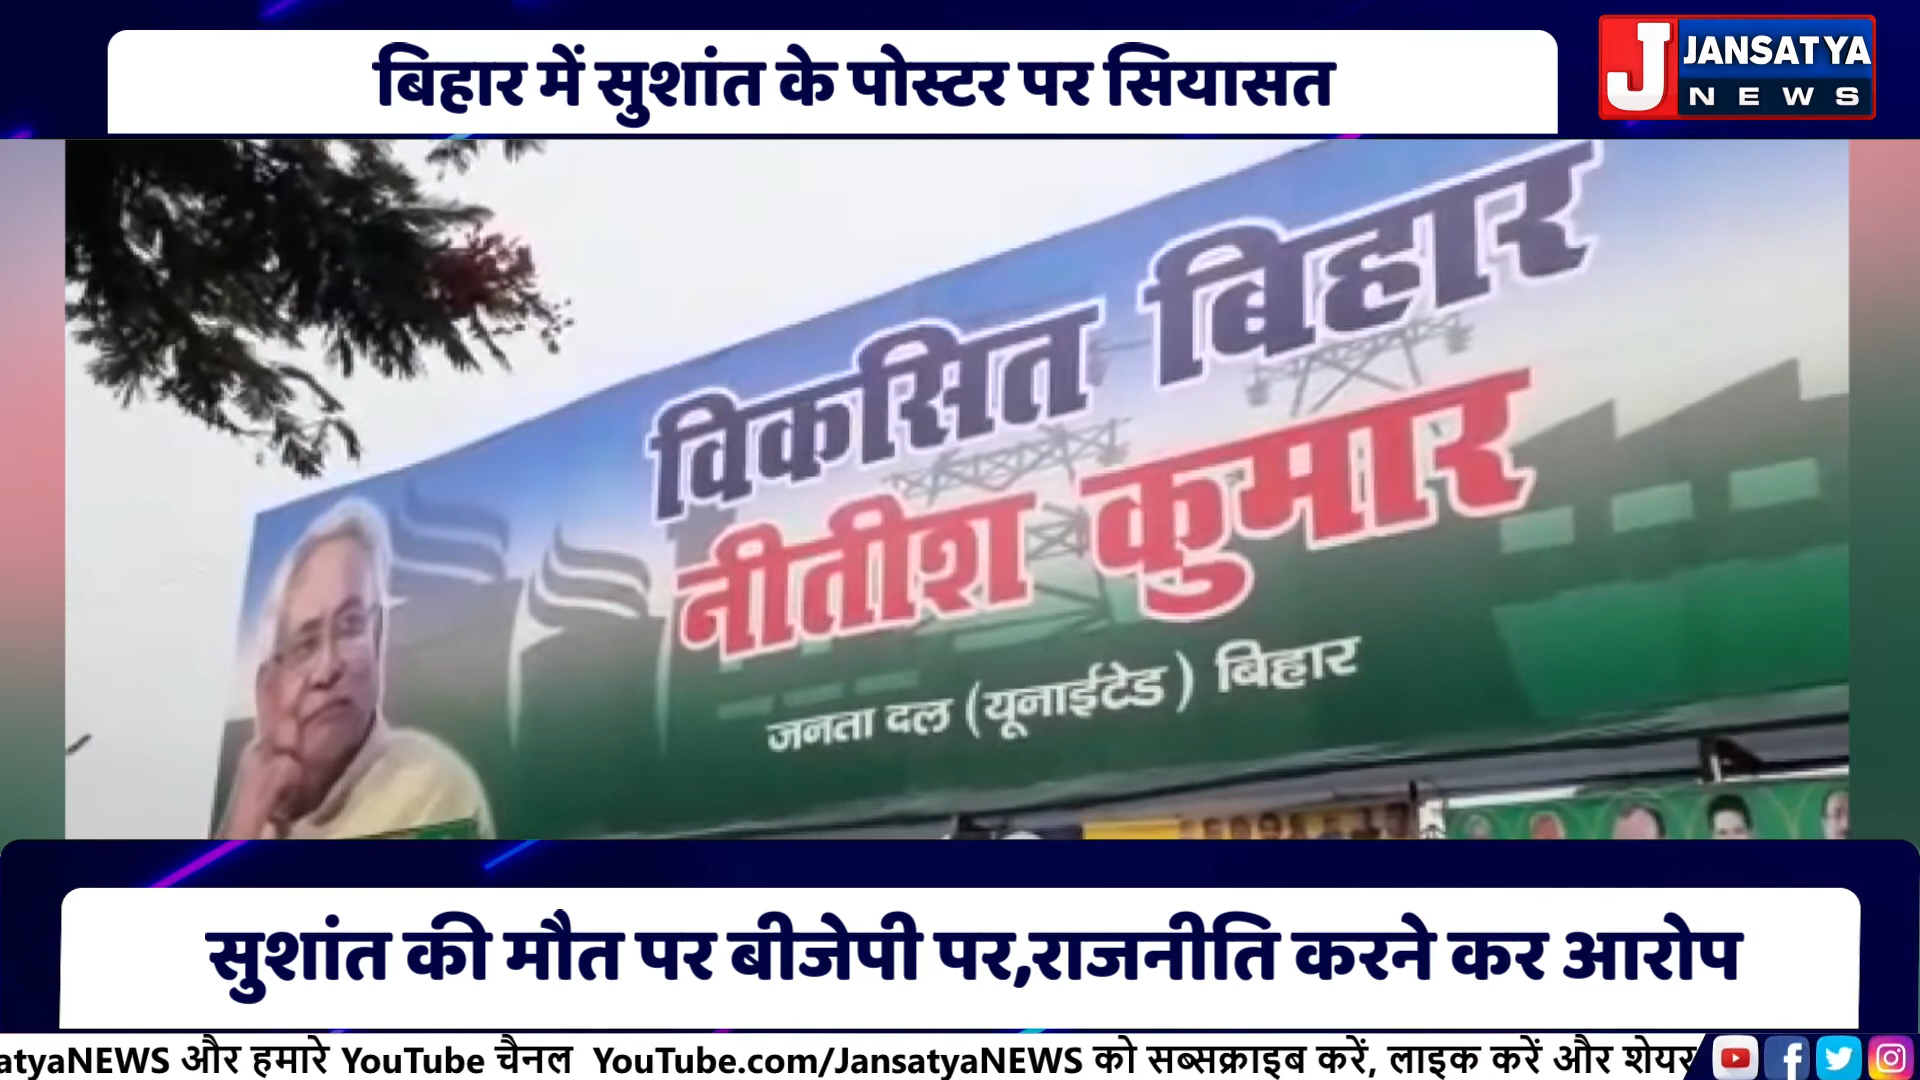 बिहार में सुशांत के पोस्टर पर सियासत
J JANSATYA
NEWS
विकसित बिहार
नीतीश कुमार
जनता दल (यूनाईटेड) बिहार
सुशांत की मौत पर बीजेपी पर,राजनीति करने कर आरोप
atyaNEWS और हमारे YouTube चैनल YouTube.com/JansatyaNEWS को सब्सक्राइब करें, लाइक करें और शेयर